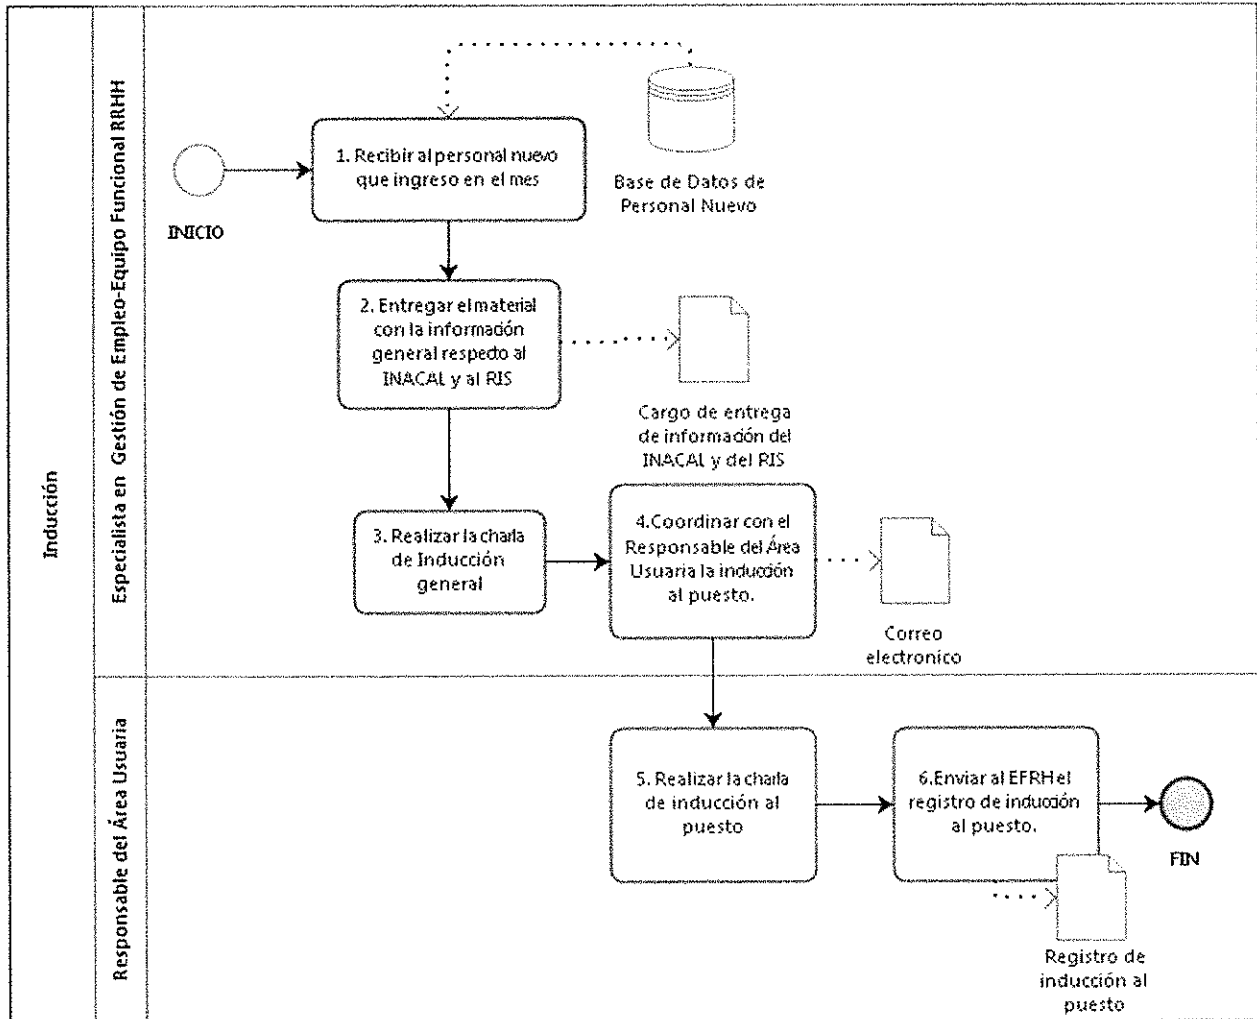 Inducción
Especialista en Gestión de Empleo-Equipo Funcional RRHH
INICIO
1. Recibir al personal nuevo
que ingreso en el mes
Base de Datos de
Personal Nuevo
2. Entregar el material
con la información
general respecto al
INACAL y al RIS
Cargo de entrega
de información del
INACAL y del RIS
3. Realizar la charla
de Inducción
general
4.Coordinar con el
Responsable del Área
Usuaria la inducción
al puesto.
Correo
electronico
Responsable del Área Usuaria
5. Realizar la charla
de inducción al
puesto
6.Enviar al EFRH el
registro de inducción
al puesto.
FIN
Registro de
inducción al
puesto